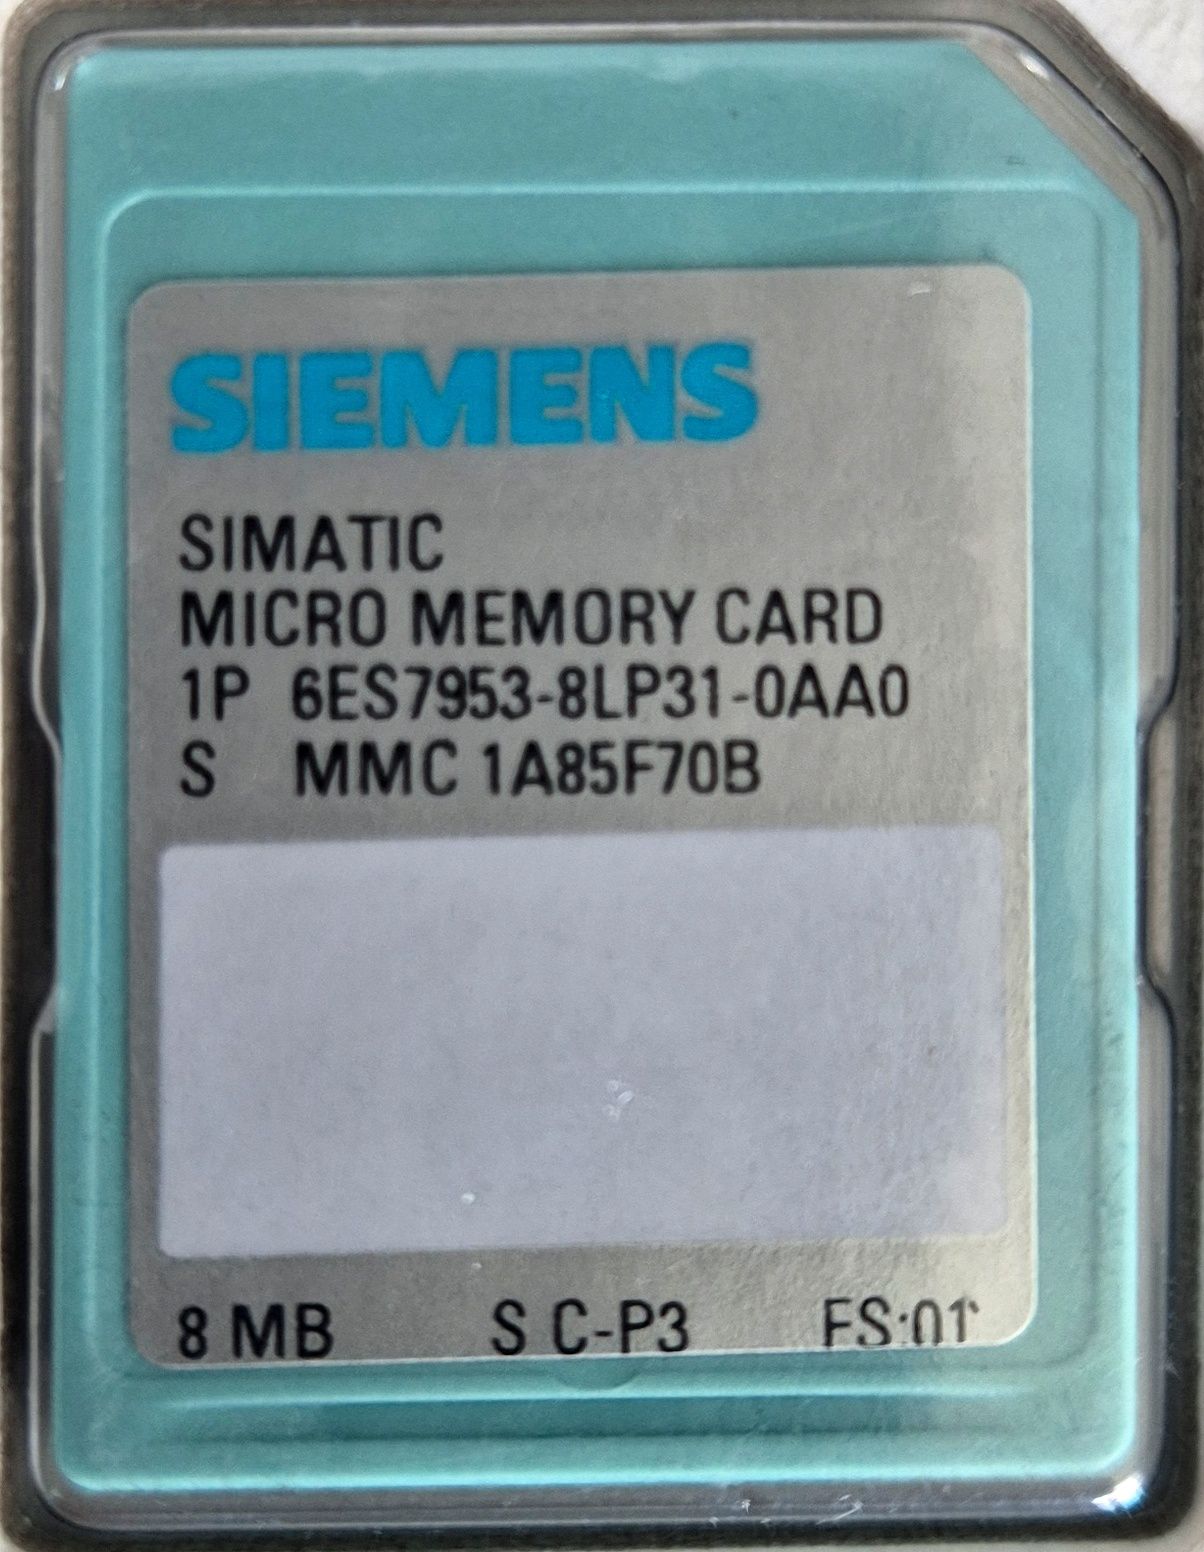 SIEMENS
SIMATIC
MICRO MEMORY CARD
1P 6ES7953-8LP31-0AA0
S MMC 1A85F70B
8 MB S C-P3 FS:01